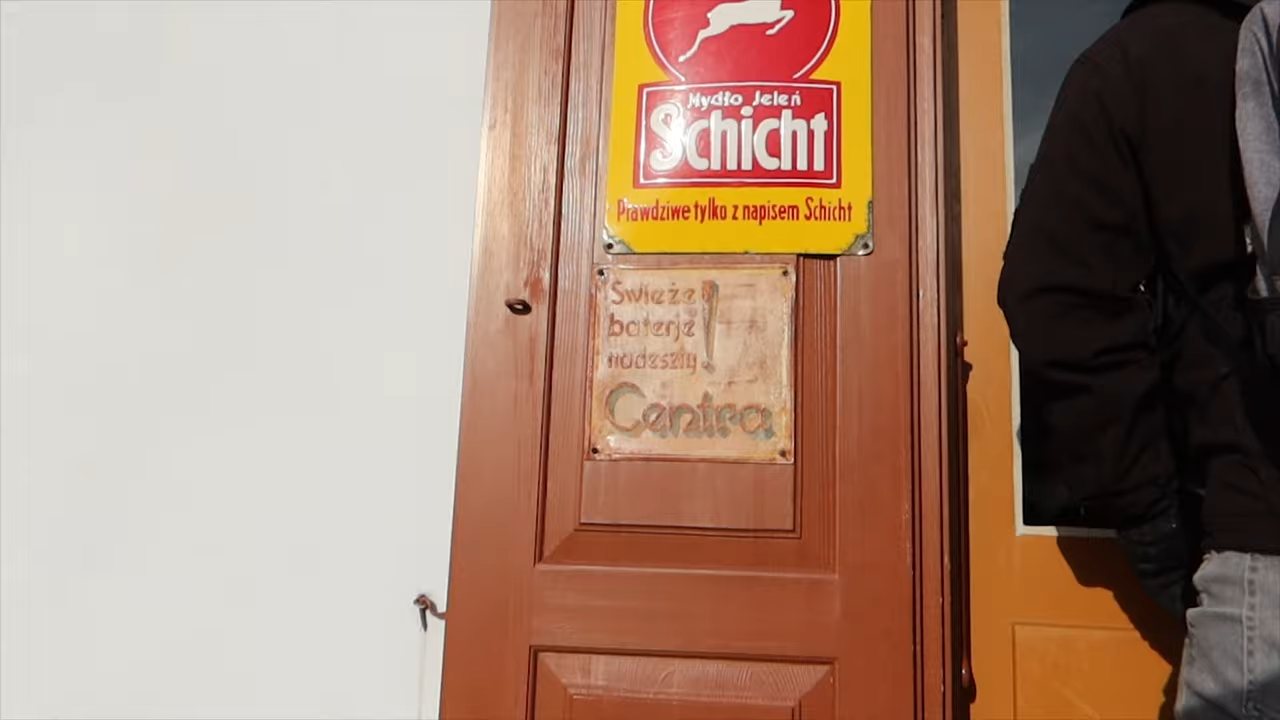 Mydło Jeleń
Schicht
Prawdziwe tylko z napisem Schicht
Świeże
baterje
nadeszły!
Centra